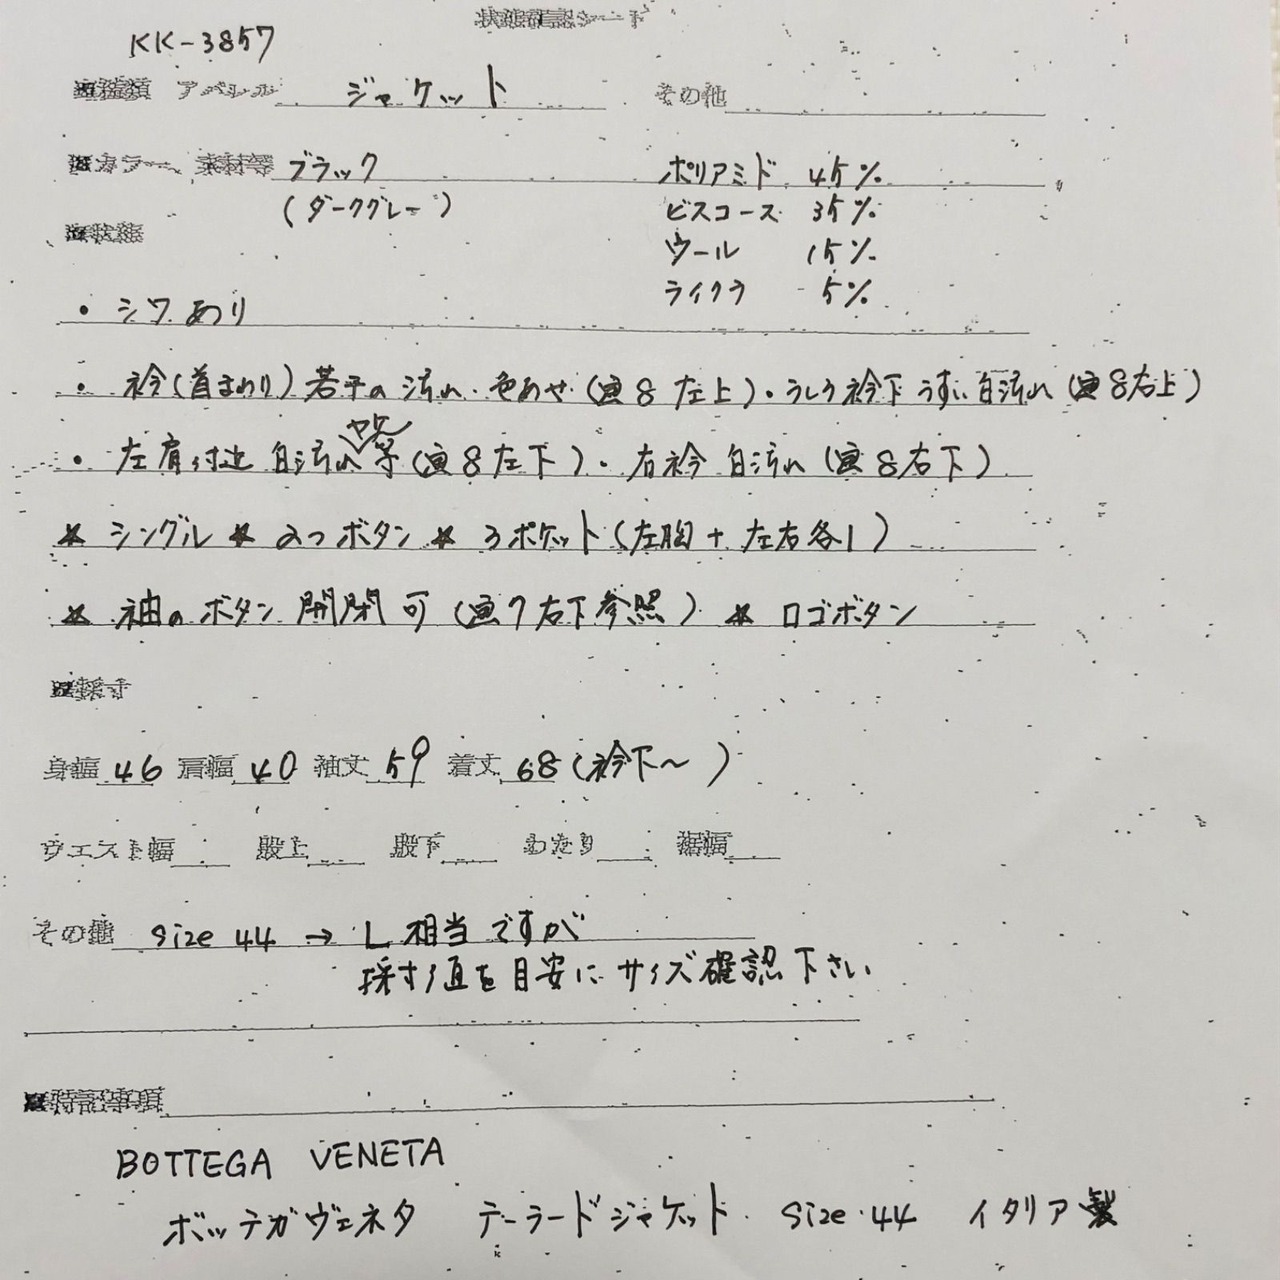 状態確認シート
KK-3857
■種類 アパレル ジャケット その他
■カラー、素材等 ブラック ポリアミド 45%
(ダークグレー) ビスコース 35%
■状態 ウール 15%
ライクラ 5%
・シワあり
・衿(首まわり)若干の汚れ・色あせ(画8左上)・うしろ衿下うすい白汚れ(画8右上)
・左肩付近 白汚れ等(画8左下)・右衿白汚れ(画8右下)
* シングル * 2つボタン * 3ポケット(左胸+左右各1)
* 袖のボタン開閉可(画7右下参照) * ロゴボタン
■採寸
身幅 46 肩幅 40 袖丈 59 着丈 68(衿下〜)
ウエスト幅 股上 股下 わたり 裾幅
その他 size 44 → L相当ですが
採寸値を目安にサイズ確認下さい
■特記事項
BOTTEGA VENETA
ボッテガヴェネタ テーラードジャケット size 44 イタリア製